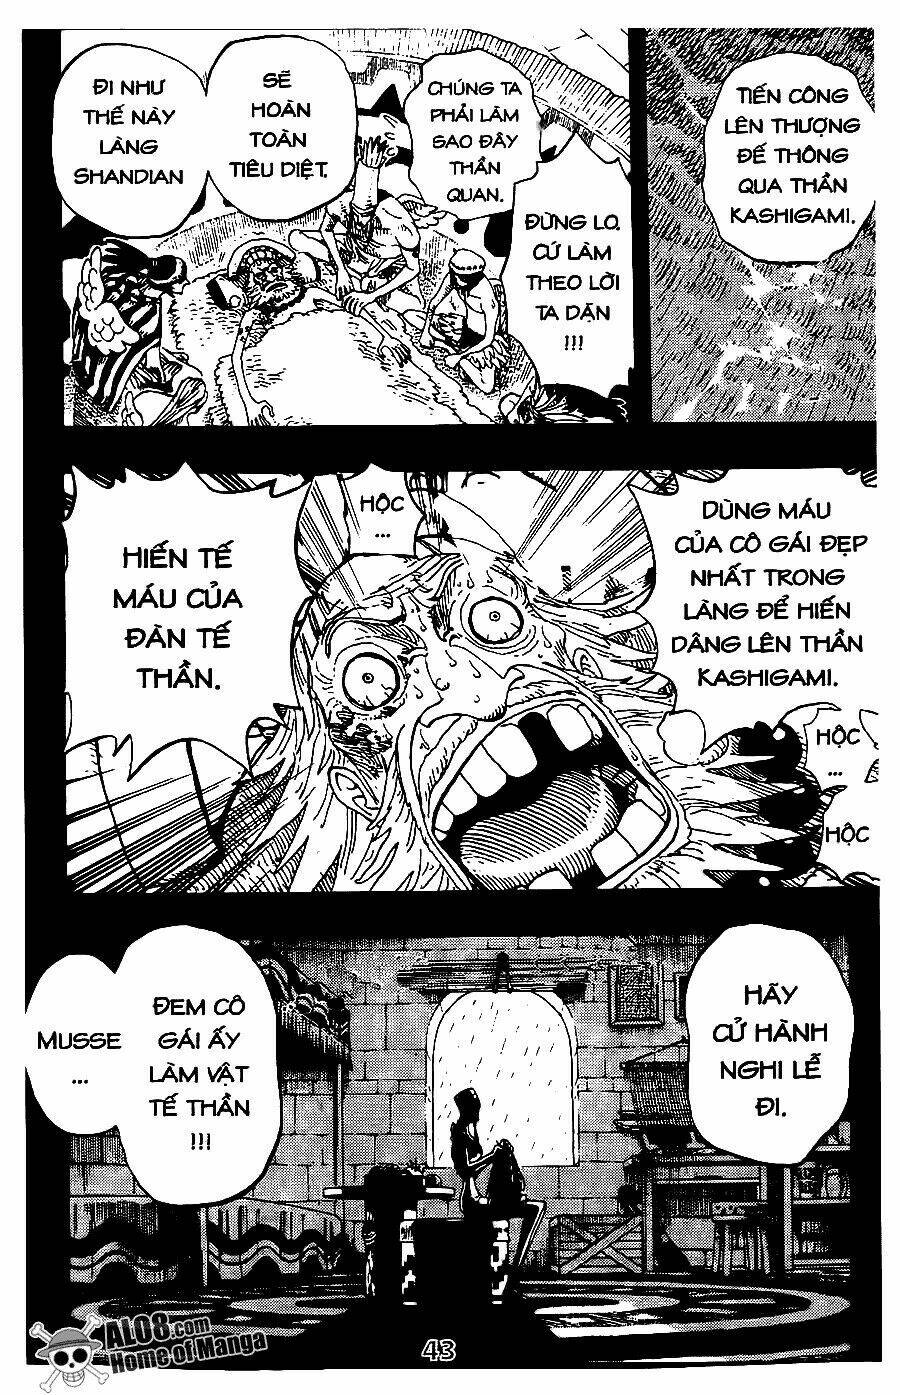 TIẾN CÔNG
LÊN THƯỢNG
ĐẾ THÔNG
QUA THẦN
KASHIGAMI.
CHÚNG TA
PHẢI LÀM
SAO ĐÂY
THẦN
QUAN.
ĐỪNG LO,
CỨ LÀM
THEO LỜI
TA DẶN
!!!
SẼ
HOÀN
TOÀN
TIÊU DIỆT.
ĐI NHƯ
THẾ NÀY
LÀNG
SHANDIAN
DÙNG MÁU
CỦA CÔ GÁI ĐẸP
NHẤT TRONG
LÀNG ĐỂ HIẾN
DÂNG LÊN THẦN
KASHIGAMI.
HỘC
...
HỘC
HỘC
...
HIẾN TẾ
MÁU CỦA
ĐÀN TẾ
THẦN.
HÃY
CỬ HÀNH
NGHI LỄ
ĐI.
ĐEM CÔ
GÁI ẤY
LÀM VẬT
TẾ THẦN
!!!
MUSSE
...
AL08.com
Home of Manga
43